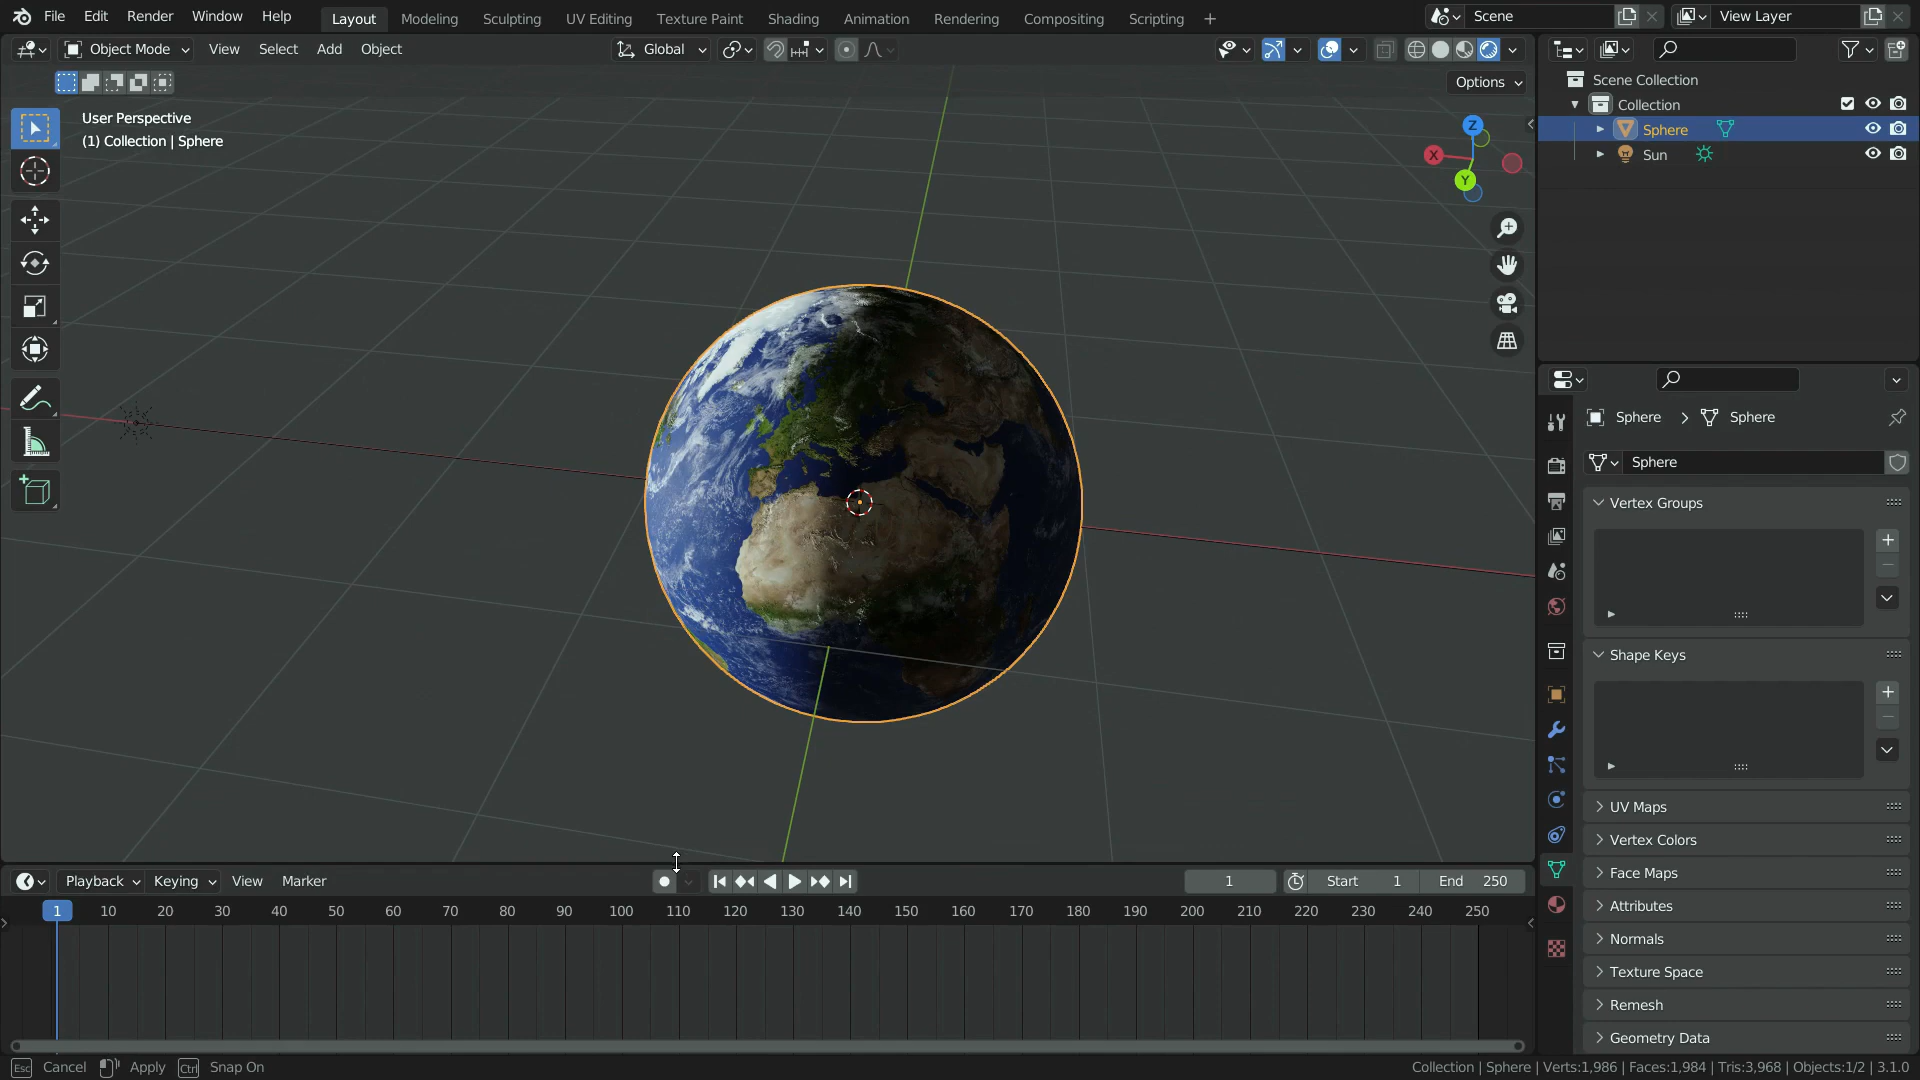 File Edit Render Window Help Layout Modeling Sculpting UV Editing Texture Paint Shading Animation Rendering Compositing Scripting + Scene View Layer
Object Mode View Select Add Object Global
Options
User Perspective
(1) Collection | Sphere
X Y Z
Scene Collection
Collection
Sphere
Sun
Sphere > Sphere
Sphere
Vertex Groups
Shape Keys
UV Maps
Vertex Colors
Face Maps
Attributes
Normals
Texture Space
Remesh
Geometry Data
Playback Keying View Marker 1 Start 1 End 250
1 10 20 30 40 50 60 70 80 90 100 110 120 130 140 150 160 170 180 190 200 210 220 230 240 250
Esc Cancel Apply Ctrl Snap On Collection | Sphere | Verts:1,986 | Faces:1,984 | Tris:3,968 | Objects:1/2 | 3.1.0